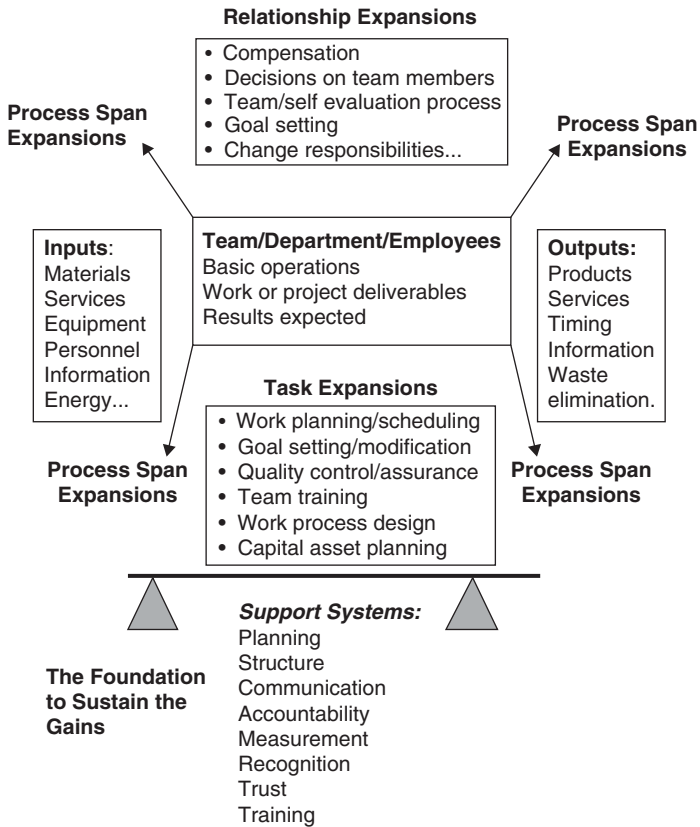 Relationship Expansions
• Compensation
• Decisions on team members
• Team/self evaluation process
• Goal setting
• Change responsibilities...
Process Span
Expansions
Process Span
Expansions
Inputs:
Materials
Services
Equipment
Personnel
Information
Energy...
Team/Department/Employees
Basic operations
Work or project deliverables
Results expected
Outputs:
Products
Services
Timing
Information
Waste
elimination.
Task Expansions
• Work planning/scheduling
• Goal setting/modification
• Quality control/assurance
• Team training
• Work process design
• Capital asset planning
Process Span
Expansions
Process Span
Expansions
The Foundation
to Sustain the
Gains
Support Systems:
Planning
Structure
Communication
Accountability
Measurement
Recognition
Trust
Training